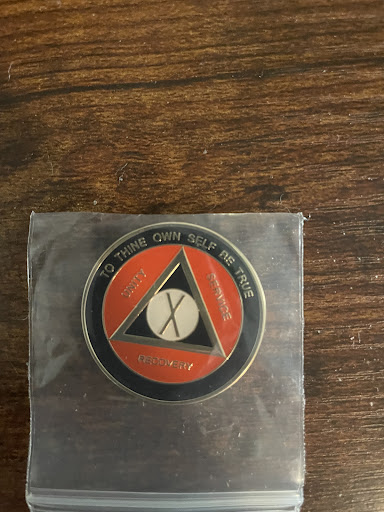 TO THINE OWN SELF BE TRUE
UNITY
SERVICE
RECOVERY
X